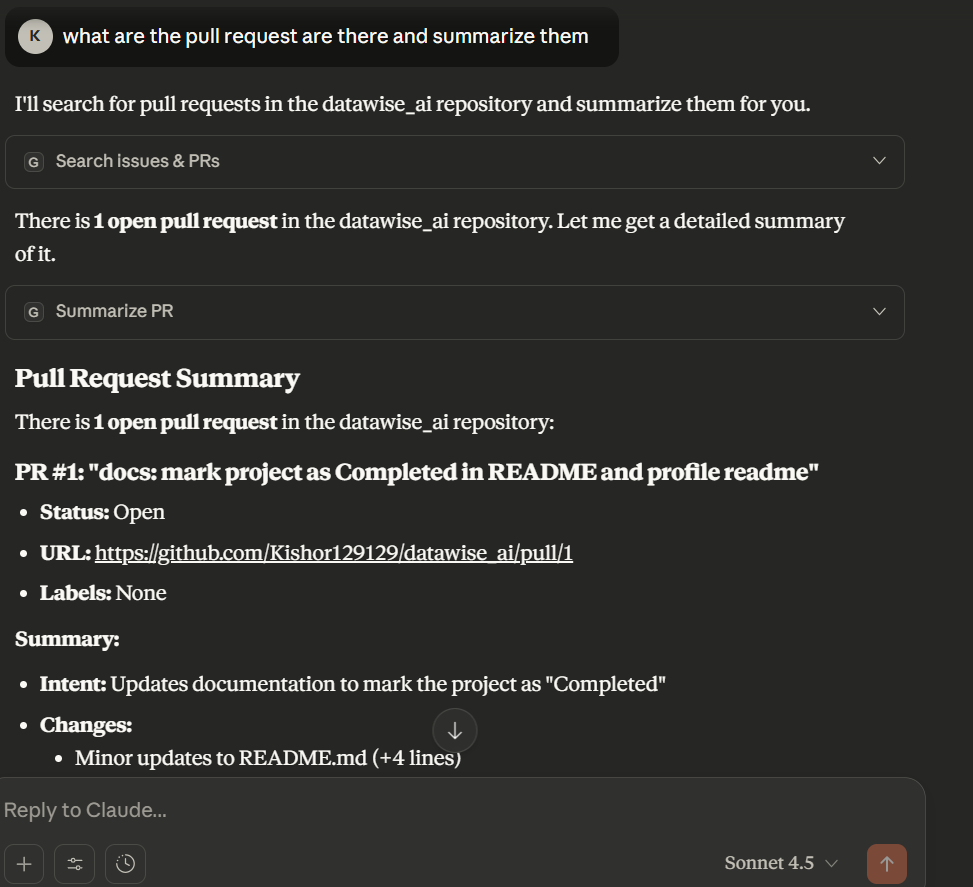 K what are the pull request are there and summarize them
I'll search for pull requests in the datawise_ai repository and summarize them for you.
G Search issues & PRs
There is 1 open pull request in the datawise_ai repository. Let me get a detailed summary
of it.
G Summarize PR
Pull Request Summary
There is 1 open pull request in the datawise_ai repository:
PR #1: "docs: mark project as Completed in README and profile readme"
• Status: Open
• URL: https://github.com/Kishor129129/datawise_ai/pull/1
• Labels: None
Summary:
• Intent: Updates documentation to mark the project as "Completed"
• Changes:
• Minor updates to README.md (+4 lines)
Reply to Claude...
Sonnet 4.5